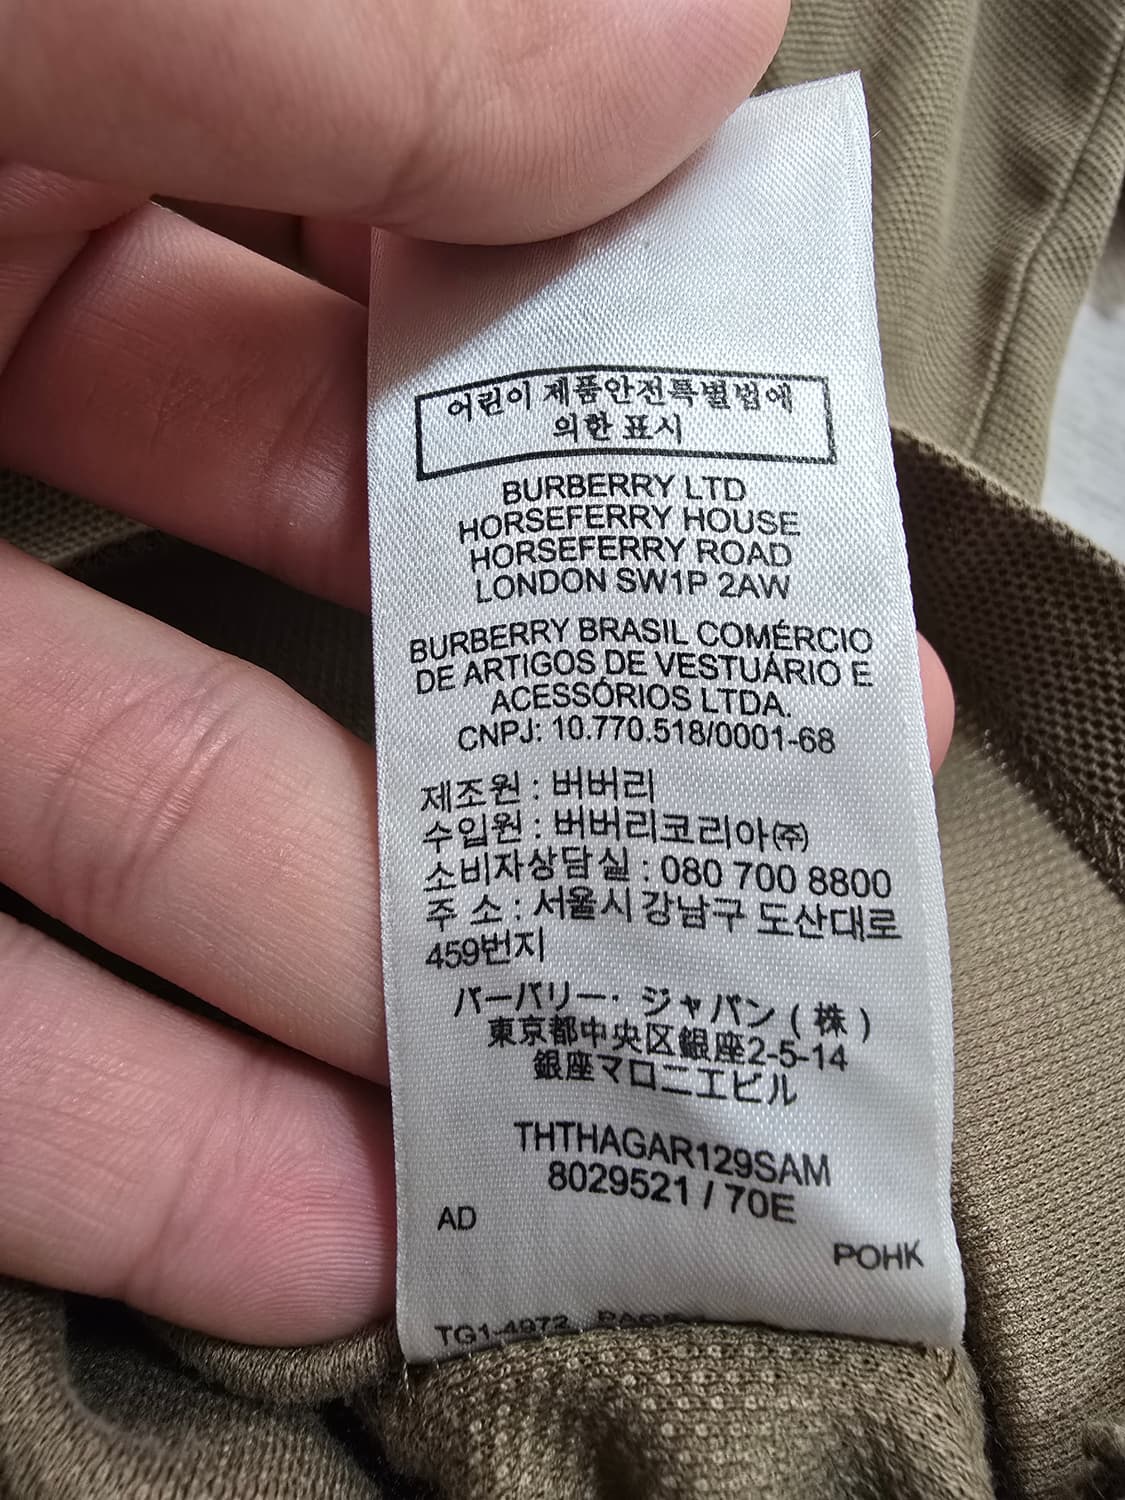 어린이 제품안전특별법에
의한 표시
BURBERRY LTD
HORSEFERRY HOUSE
HORSEFERRY ROAD
LONDON SW1P 2AW
BURBERRY BRASIL COMÉRCIO
DE ARTIGOS DE VESTUÁRIO E
ACESSÓRIOS LTDA.
CNPJ: 10.770.518/0001-68
제조원 : 버버리
수입원 : 버버리코리아㈜
소비자상담실 : 080 700 8800
주 소 : 서울시 강남구 도산대로
459번지
バーバリー・ジャパン(株)
東京都中央区銀座2-5-14
銀座マロニエビル
THTHAGAR129SAM
8029521 / 70E
AD
POHK
TG1-4972